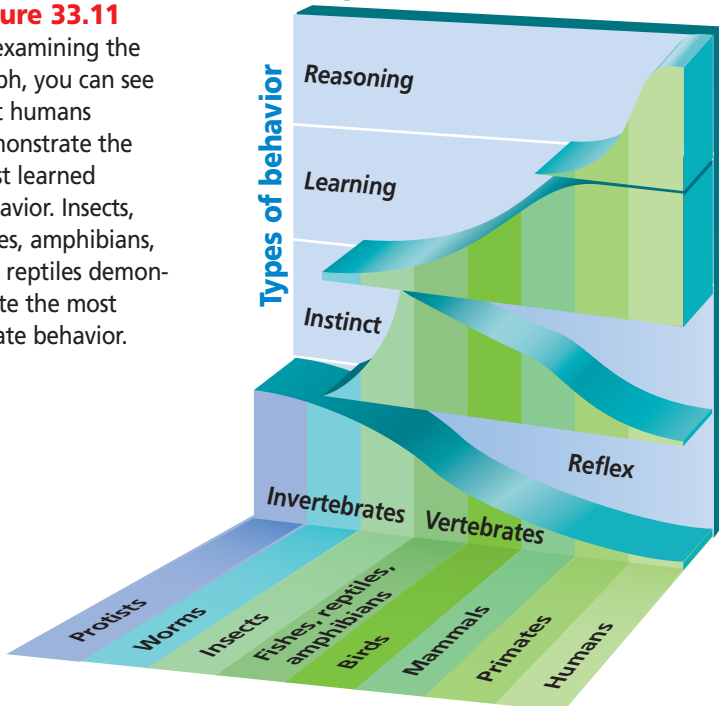 ure 33.11
examining the
ph, you can see
t humans
monstrate the
st learned
avior. Insects,
es, amphibians,
reptiles demon-
te the most
ate behavior.
Types of behavior
Reasoning
Learning
Instinct
Reflex
Invertebrates
Vertebrates
Protists
Worms
Insects
Fishes, reptiles,
amphibians
Birds
Mammals
Primates
Humans